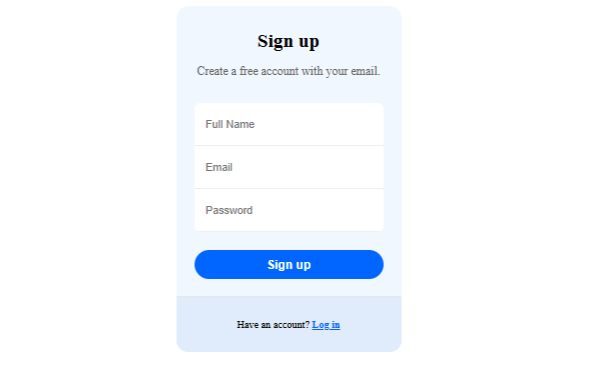 Sign up
Create a free account with your email.
Full Name
Email
Password
Sign up
Have an account? Log in